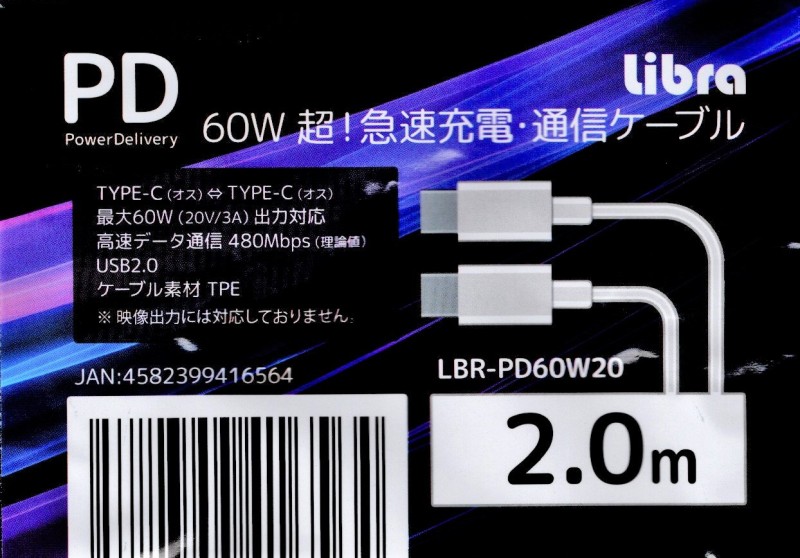 PD
PowerDelivery
Libra
60W 超!急速充電・通信ケーブル
TYPE-C (オス) ⇔ TYPE-C (オス)
最大60W (20V/3A) 出力対応
高速データ通信 480Mbps (理論値)
USB2.0
ケーブル素材 TPE
※ 映像出力には対応しておりません。
JAN:4582399416564
LBR-PD60W20
2.0m